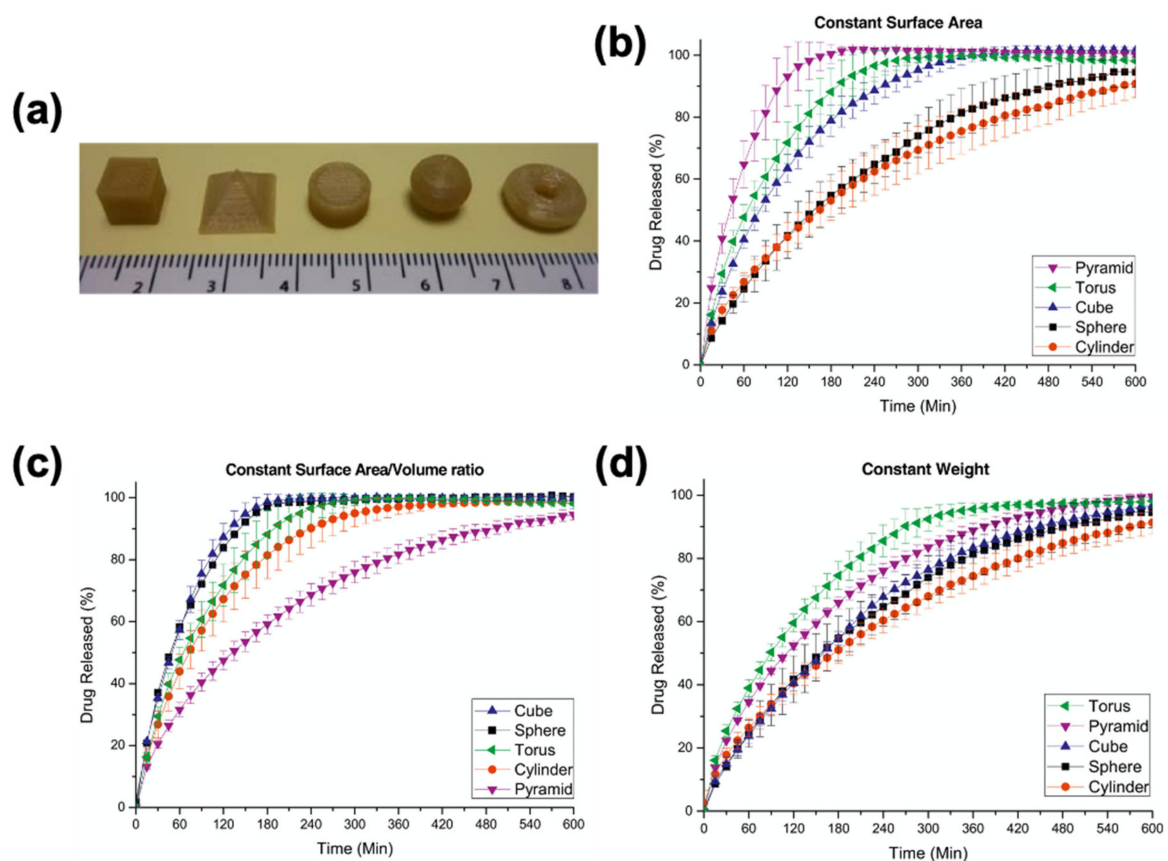 (a)
2 3 4 5 6 7 8
(b)
Constant Surface Area
Drug Released (%)
100
80
60
40
20
0
0 60 120 180 240 300 360 420 480 540 600
Time (Min)
Pyramid
Torus
Cube
Sphere
Cylinder
(c)
Constant Surface Area/Volume ratio
Drug Released (%)
100
80
60
40
20
0
0 60 120 180 240 300 360 420 480 540 600
Time (Min)
Cube
Sphere
Torus
Cylinder
Pyramid
(d)
Constant Weight
Drug Released (%)
100
80
60
40
20
0
0 60 120 180 240 300 360 420 480 540 600
Time (Min)
Torus
Pyramid
Cube
Sphere
Cylinder